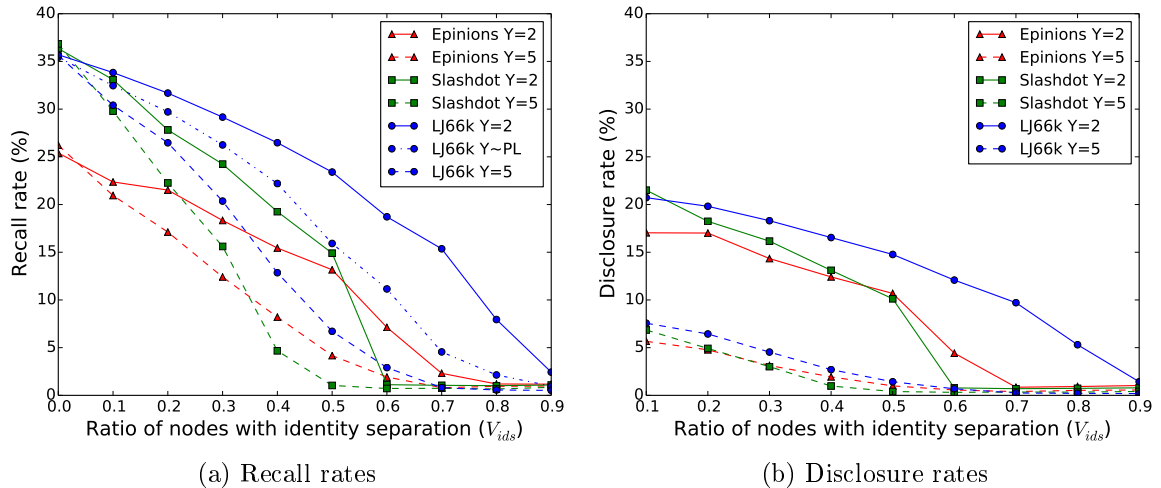 40
35
30
25
20
15
10
5
0
Recall rate (%)
0.0 0.1 0.2 0.3 0.4 0.5 0.6 0.7 0.8 0.9
Ratio of nodes with identity separation (V_ids)
Epinions Y=2
Epinions Y=5
Slashdot Y=2
Slashdot Y=5
LJ66k Y=2
LJ66k Y~PL
LJ66k Y=5
(a) Recall rates
40
35
30
25
20
15
10
5
0
Disclosure rate (%)
0.1 0.2 0.3 0.4 0.5 0.6 0.7 0.8 0.9
Ratio of nodes with identity separation (V_ids)
Epinions Y=2
Epinions Y=5
Slashdot Y=2
Slashdot Y=5
LJ66k Y=2
LJ66k Y=5
(b) Disclosure rates